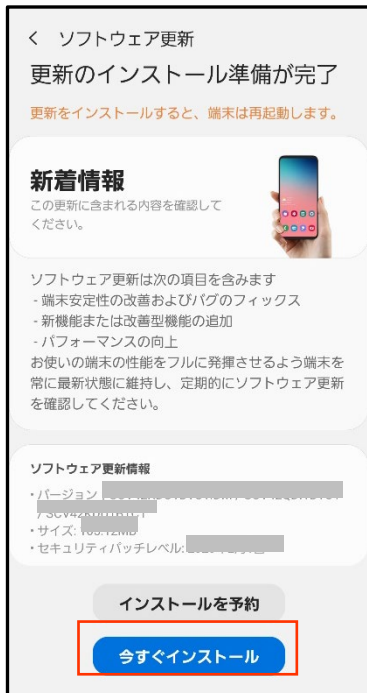 ソフトウェア更新
更新のインストール準備が完了
更新をインストールすると、端末は再起動します。
新着情報
この更新に含まれる内容を確認して
ください。
ソフトウェア更新は次の項目を含みます
- 端末安定性の改善およびバグのフィックス
- 新機能または改善型機能の追加
- パフォーマンスの向上
お使いの端末の性能をフルに発揮させるよう端末を
常に最新状態に維持し、定期的にソフトウェア更新
を確認してください。
ソフトウェア更新情報
・バージョン
・サイズ:
・セキュリティパッチレベル:
インストールを予約
今すぐインストール